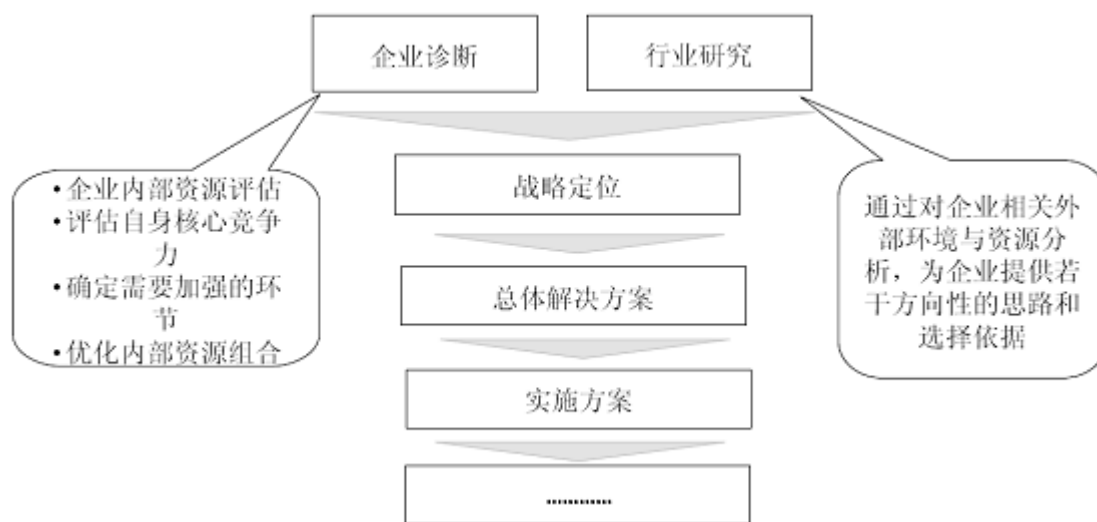 企业诊断
行业研究
•企业内部资源评估
•评估自身核心竞争
力
•确定需要加强的环
节
•优化内部资源组合
战略定位
通过对企业相关外
部环境与资源分
析，为企业提供若
干方向性的思路和
选择依据
总体解决方案
实施方案
............